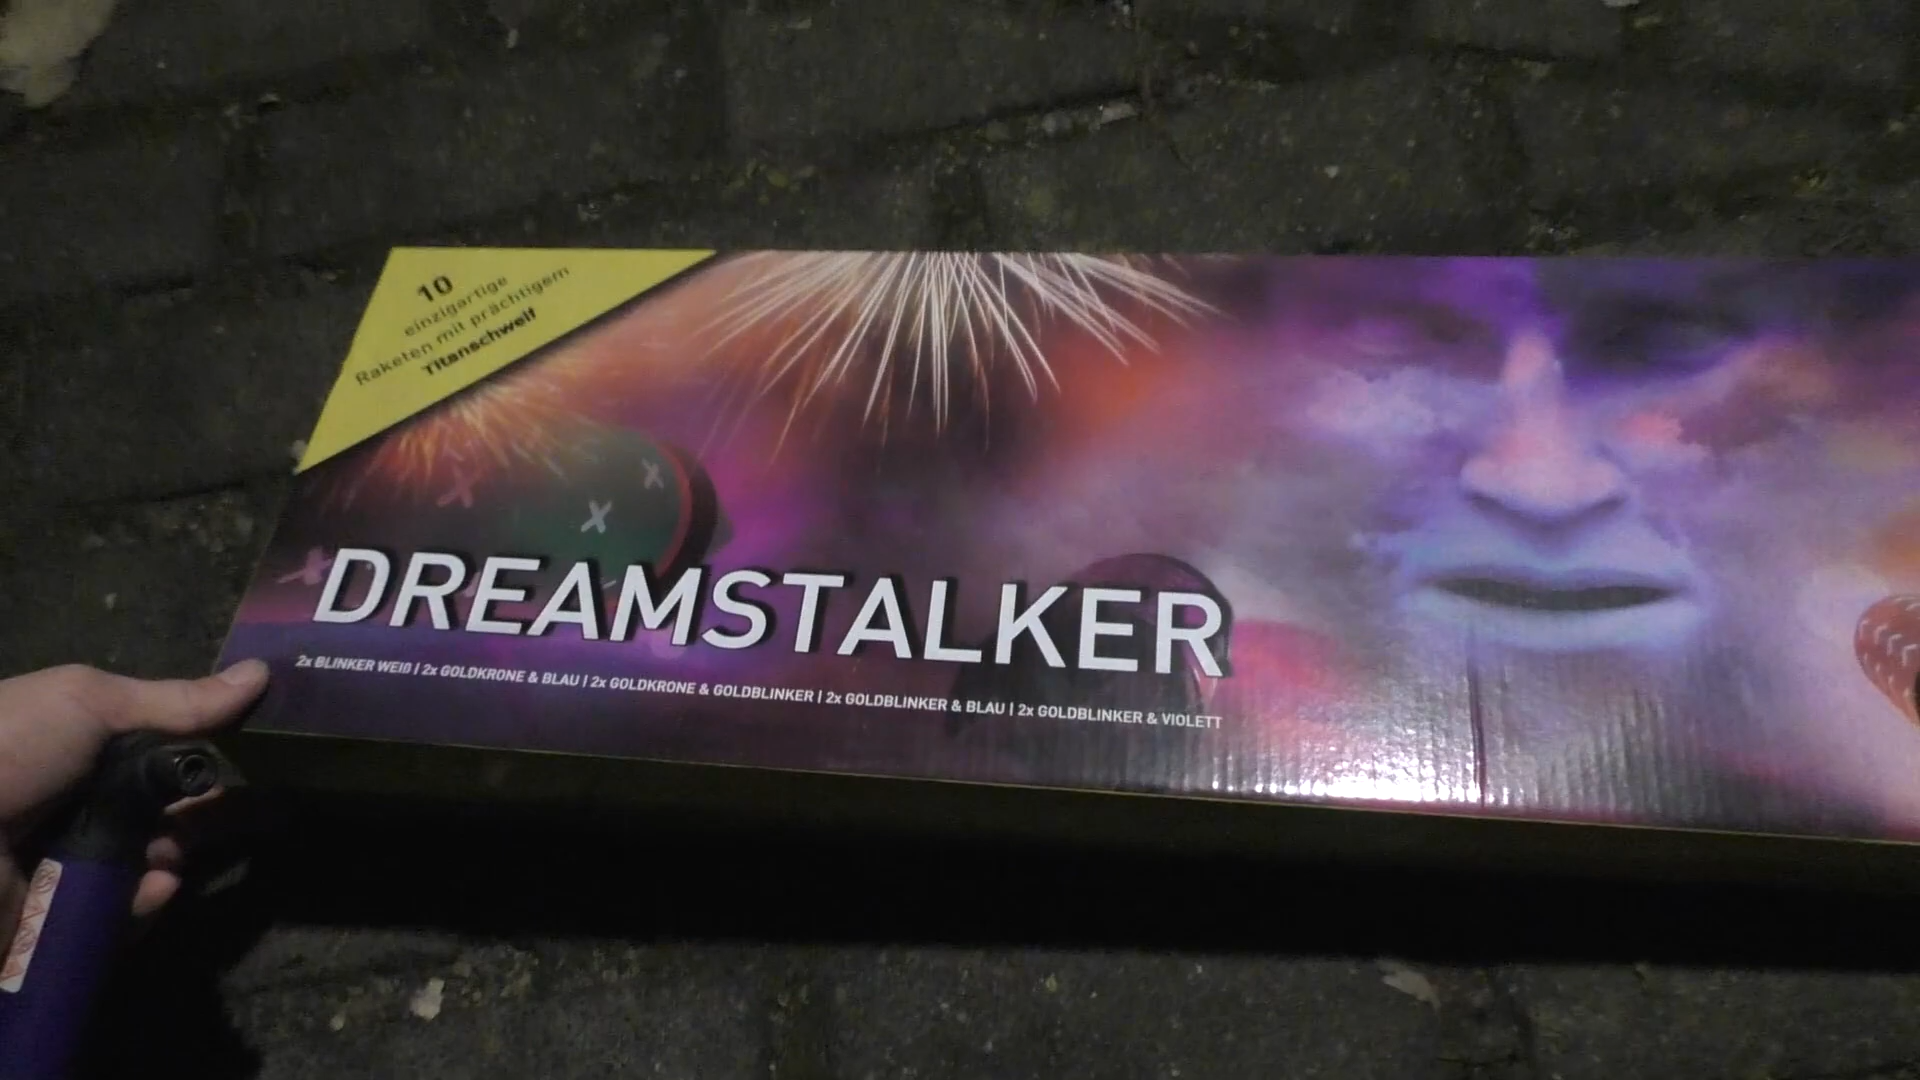 10
einzigartige
Raketen mit prächtigem
Titanschweif
DREAMSTALKER
2x BLINKER WEIß | 2x GOLDKRONE & BLAU | 2x GOLDKRONE & GOLDBLINKER | 2x GOLDBLINKER & BLAU | 2x GOLDBLINKER & VIOLETT